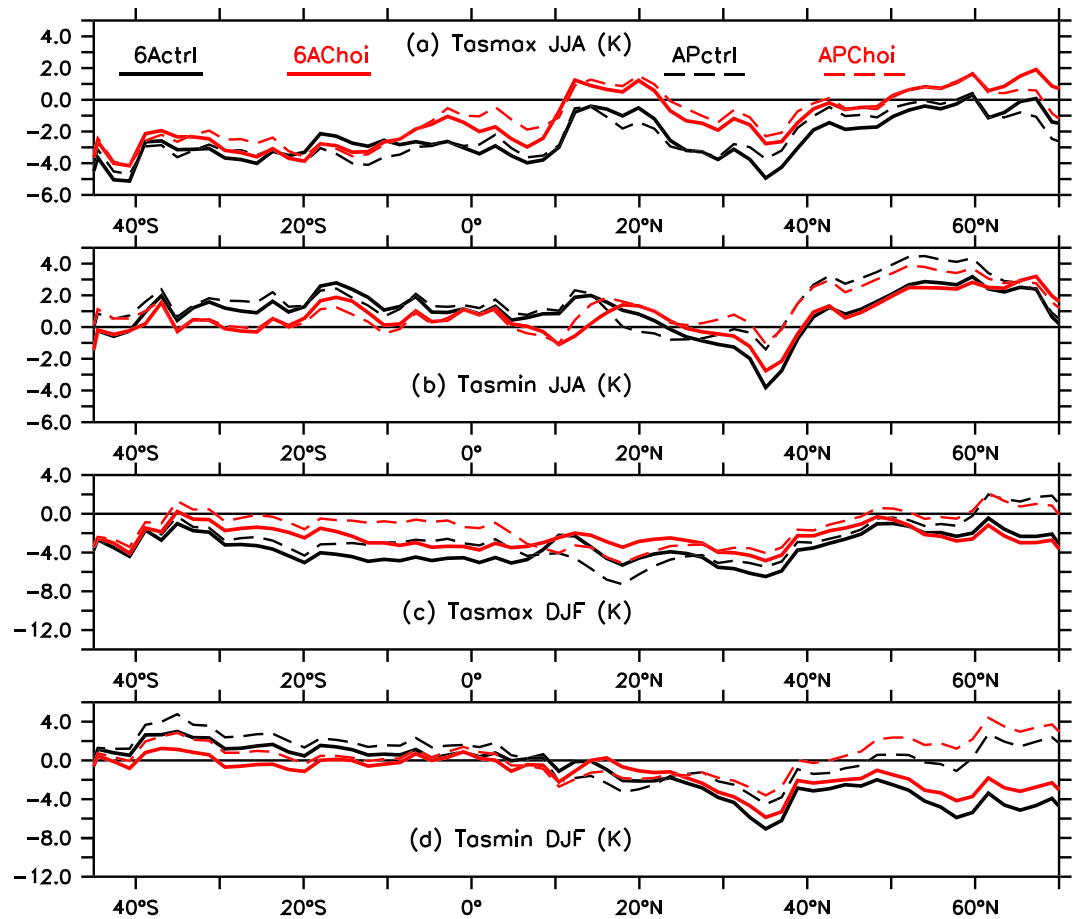 4.0
2.0
0.0
−2.0
−4.0
−6.0
6Actrl 6AChoi (a) Tasmax JJA (K) APctrl APChoi
40°S 20°S 0° 20°N 40°N 60°N
4.0
2.0
0.0
−2.0
−4.0
−6.0
(b) Tasmin JJA (K)
40°S 20°S 0° 20°N 40°N 60°N
4.0
0.0
−4.0
−8.0
−12.0
(c) Tasmax DJF (K)
40°S 20°S 0° 20°N 40°N 60°N
4.0
0.0
−4.0
−8.0
−12.0
(d) Tasmin DJF (K)
40°S 20°S 0° 20°N 40°N 60°N